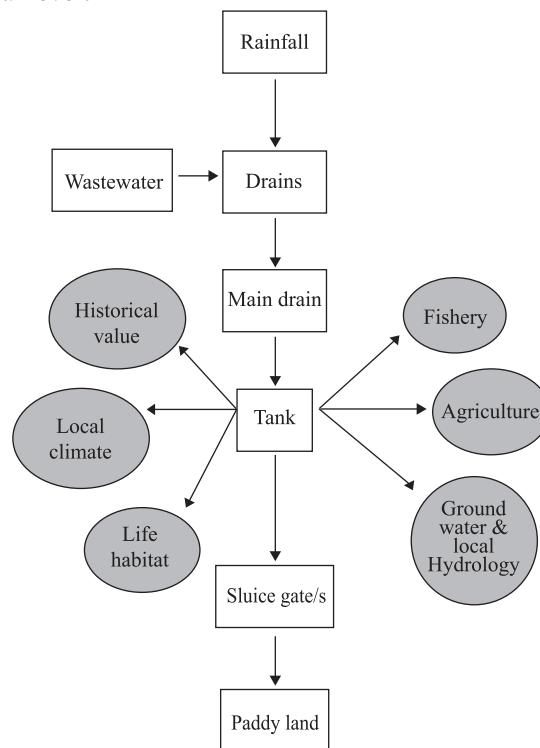 Rainfall
Wastewater
Drains
Main drain
Historical
value
Fishery
Local
climate
Tank
Agriculture
Life
habitat
Ground
water &
local
Hydrology
Sluice gate/s
Paddy land